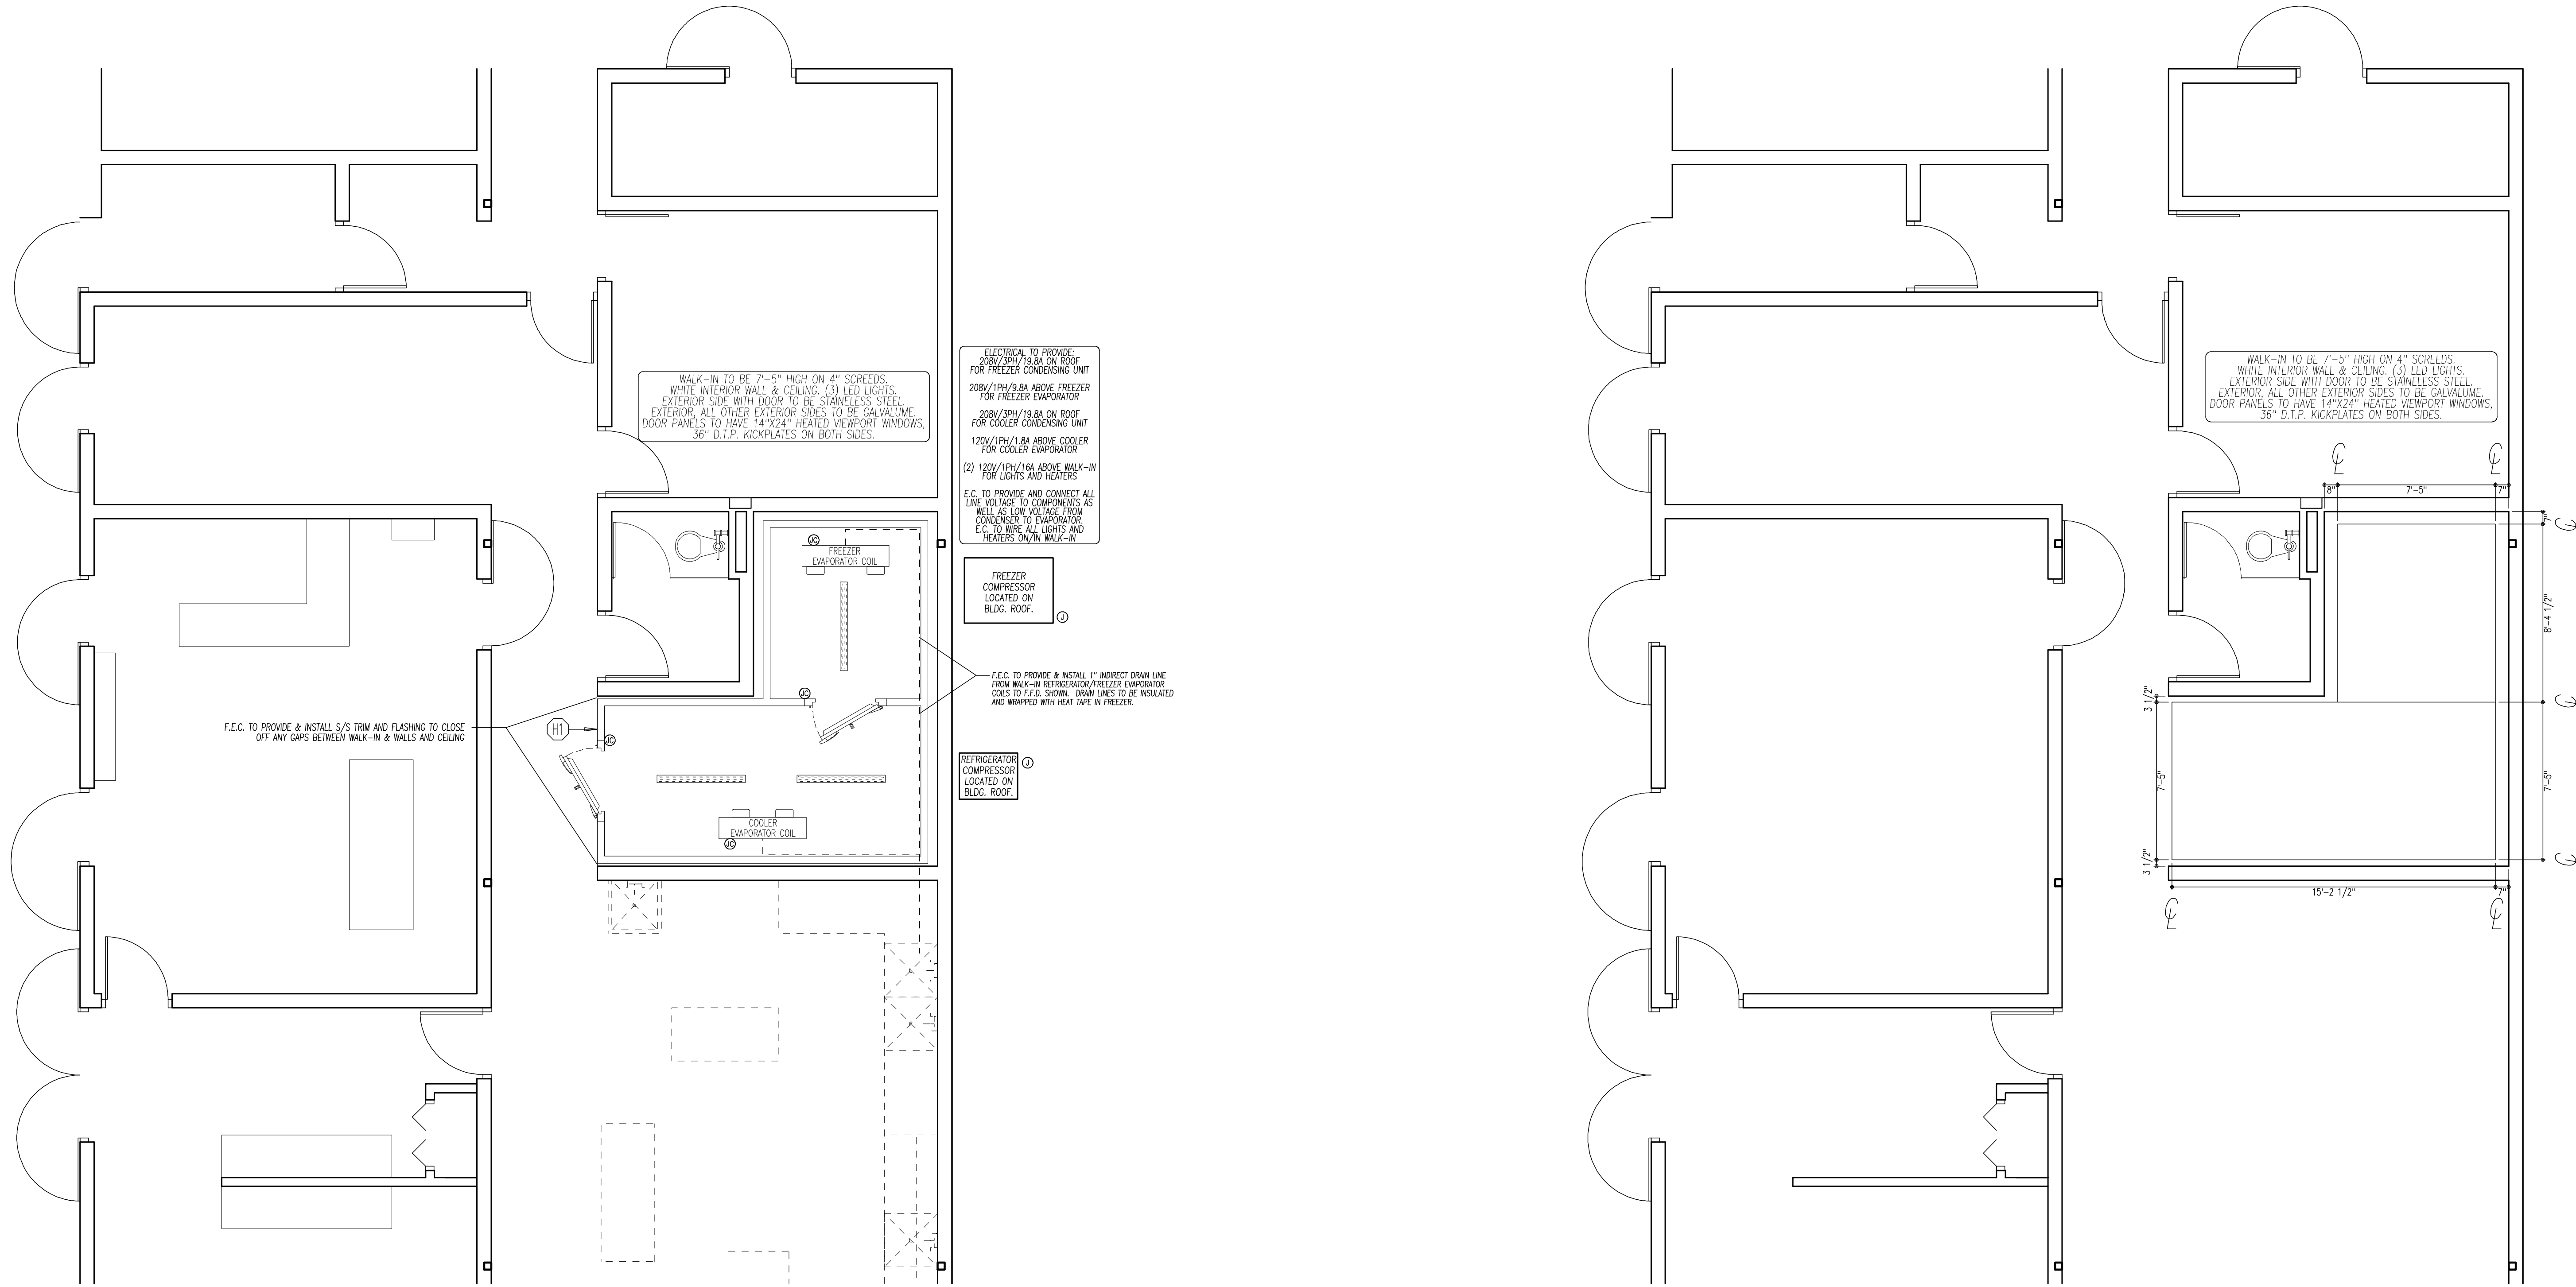 WALK-IN TO BE 7'-5" HIGH ON 4" SCREEDS.
WHITE INTERIOR WALL & CEILING. (3) LED LIGHTS.
EXTERIOR SIDE WITH DOOR TO BE STAINELESS STEEL.
EXTERIOR, ALL OTHER EXTERIOR SIDES TO BE GALVALUME.
DOOR PANELS TO HAVE 14"X24" HEATED VIEWPORT WINDOWS,
36" D.T.P. KICKPLATES ON BOTH SIDES.
ELECTRICAL TO PROVIDE:
208V/3PH/19.8A ON ROOF
FOR FREEZER CONDENSING UNIT
208V/1PH/9.8A ABOVE FREEZER
FOR FREEZER EVAPORATOR
208V/3PH/19.8A ON ROOF
FOR COOLER CONDENSING UNIT
120V/1PH/1.8A ABOVE COOLER
FOR COOLER EVAPORATOR
(2) 120V/1PH/16A ABOVE WALK-IN
FOR LIGHTS AND HEATERS
E.C. TO PROVIDE AND CONNECT ALL
LINE VOLTAGE TO COMPONENTS AS
WELL AS LOW VOLTAGE FROM
CONDENSER TO EVAPORATOR.
E.C. TO WIRE ALL LIGHTS AND
HEATERS ON/IN WALK-IN
JC
FREEZER
EVAPORATOR COIL
FREEZER
COMPRESSOR
LOCATED ON
BLDG. ROOF.
J
F.E.C. TO PROVIDE & INSTALL 1" INDIRECT DRAIN LINE
FROM WALK-IN REFRIGERATOR/FREEZER EVAPORATOR
COILS TO F.F.D. SHOWN. DRAIN LINES TO BE INSULATED
AND WRAPPED WITH HEAT TAPE IN FREEZER.
JC
F.E.C. TO PROVIDE & INSTALL S/S TRIM AND FLASHING TO CLOSE
OFF ANY GAPS BETWEEN WALK-IN & WALLS AND CEILING
H1
JC
REFRIGERATOR
COMPRESSOR
LOCATED ON
BLDG. ROOF.
J
COOLER
EVAPORATOR COIL
JC
WALK-IN TO BE 7'-5" HIGH ON 4" SCREEDS.
WHITE INTERIOR WALL & CEILING. (3) LED LIGHTS.
EXTERIOR SIDE WITH DOOR TO BE STAINELESS STEEL.
EXTERIOR, ALL OTHER EXTERIOR SIDES TO BE GALVALUME.
DOOR PANELS TO HAVE 14"X24" HEATED VIEWPORT WINDOWS,
36" D.T.P. KICKPLATES ON BOTH SIDES.
℄ ℄
8" 7'-5" 7"
7" ℄
8'-4 1/2"
3 1/2" ℄
7'-5" 7'-5"
3 1/2" ℄
15'-2 1/2" 7"
℄ ℄